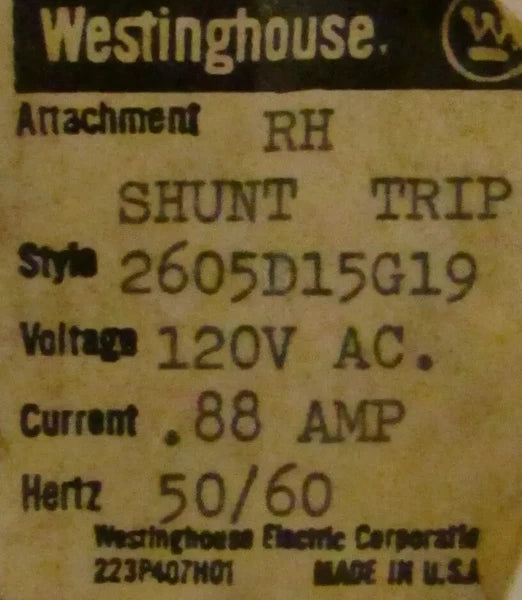 Westinghouse.
Attachment RH
SHUNT TRIP
Style 2605D15G19
Voltage 120V AC.
Current .88 AMP
Hertz 50/60
Westinghouse Electric Corporatio
223P407H01 MADE IN U.S.A